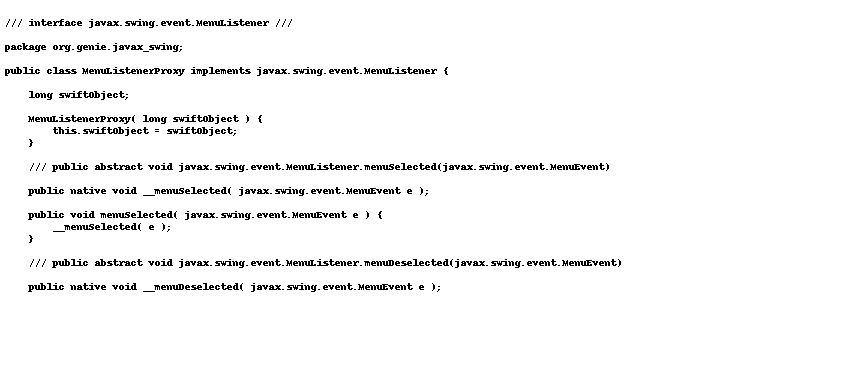 /// interface javax.swing.event.MenuListener ///

package org.genie.javax_swing;

public class MenuListenerProxy implements javax.swing.event.MenuListener {

    long swiftObject;

    MenuListenerProxy( long swiftObject ) {
        this.swiftObject = swiftObject;
    }

    /// public abstract void javax.swing.event.MenuListener.menuSelected(javax.swing.event.MenuEvent)

    public native void __menuSelected( javax.swing.event.MenuEvent e );

    public void menuSelected( javax.swing.event.MenuEvent e ) {
        __menuSelected( e );
    }

    /// public abstract void javax.swing.event.MenuListener.menuDeselected(javax.swing.event.MenuEvent)

    public native void __menuDeselected( javax.swing.event.MenuEvent e );